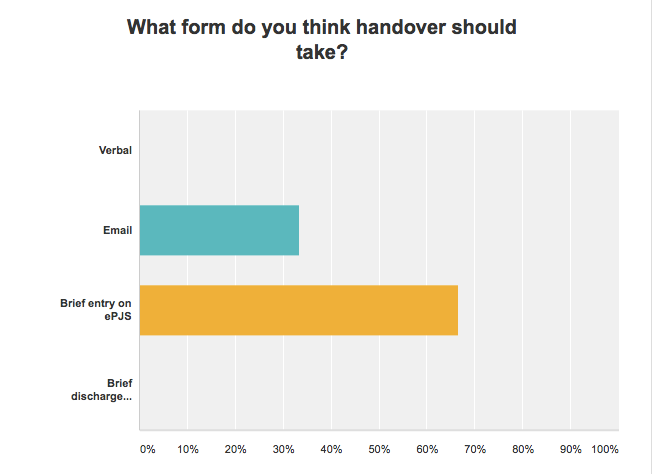 What form do you think handover should
take?
Verbal
Email
Brief entry on
ePJS
Brief
discharge...
0% 10% 20% 30% 40% 50% 60% 70% 80% 90% 100%